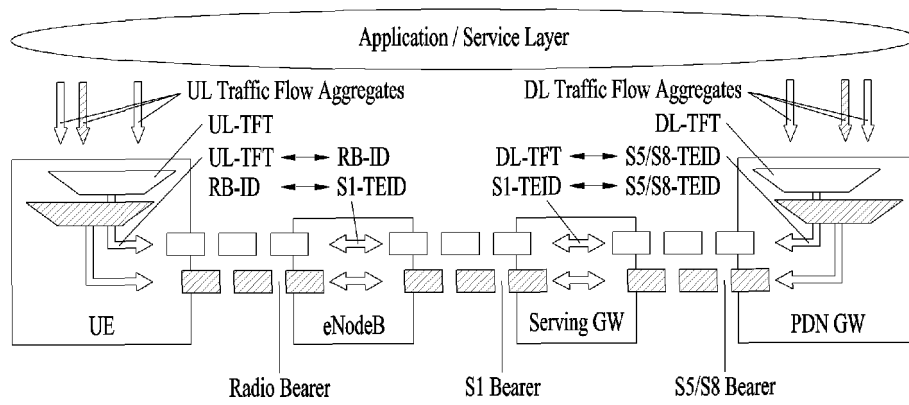 Application / Service Layer
UL Traffic Flow Aggregates
DL Traffic Flow Aggregates
UL-TFT
DL-TFT
UL-TFT RB-ID
DL-TFT S5/S8-TEID
RB-ID S1-TEID
S1-TEID S5/S8-TEID
UE
eNodeB
Serving GW
PDN GW
Radio Bearer
S1 Bearer
S5/S8 Bearer